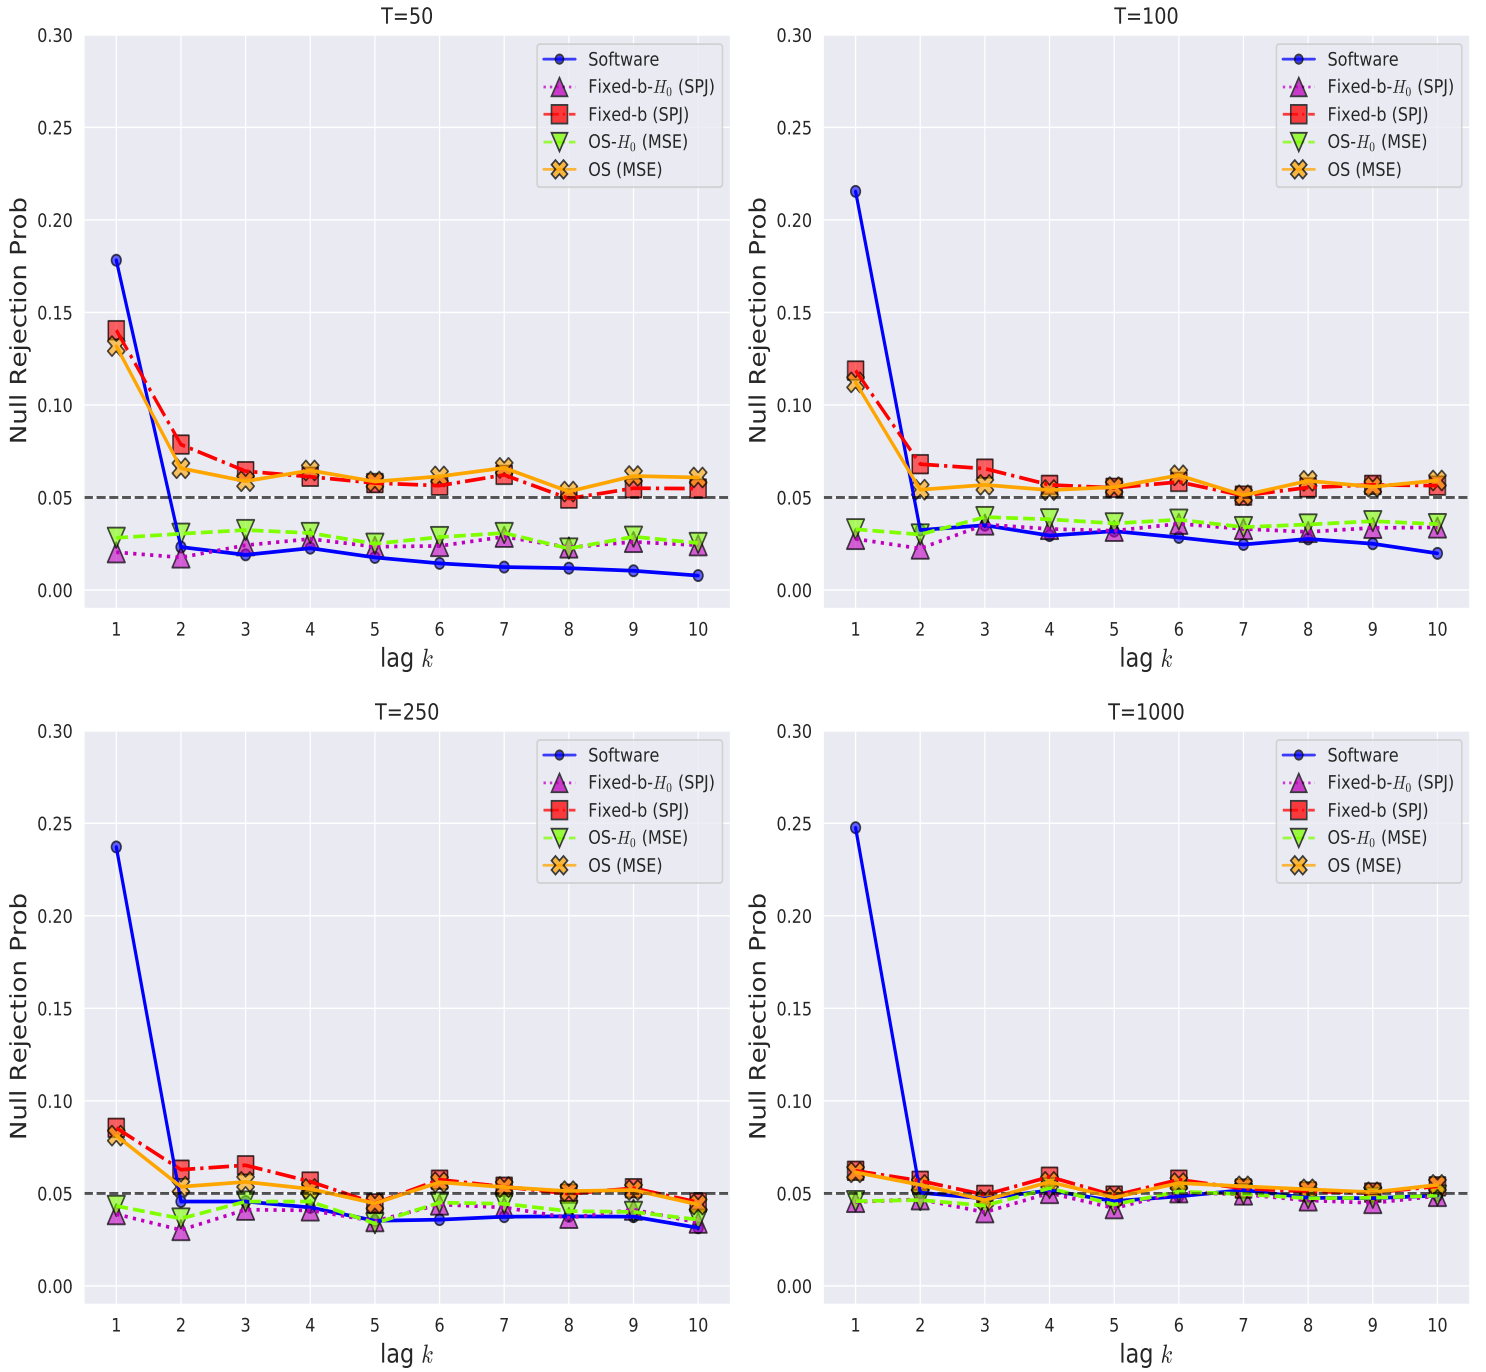 T=50
0.30
0.25
0.20
0.15
0.10
0.05
0.00
Null Rejection Prob
Software
Fixed-b-H₀ (SPJ)
Fixed-b (SPJ)
OS-H₀ (MSE)
OS (MSE)
1 2 3 4 5 6 7 8 9 10
lag k
T=100
0.30
0.25
0.20
0.15
0.10
0.05
0.00
Null Rejection Prob
Software
Fixed-b-H₀ (SPJ)
Fixed-b (SPJ)
OS-H₀ (MSE)
OS (MSE)
1 2 3 4 5 6 7 8 9 10
lag k
T=250
0.30
0.25
0.20
0.15
0.10
0.05
0.00
Null Rejection Prob
Software
Fixed-b-H₀ (SPJ)
Fixed-b (SPJ)
OS-H₀ (MSE)
OS (MSE)
1 2 3 4 5 6 7 8 9 10
lag k
T=1000
0.30
0.25
0.20
0.15
0.10
0.05
0.00
Null Rejection Prob
Software
Fixed-b-H₀ (SPJ)
Fixed-b (SPJ)
OS-H₀ (MSE)
OS (MSE)
1 2 3 4 5 6 7 8 9 10
lag k